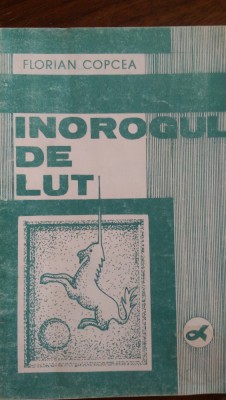 FLORIAN COPCEA
INOROGUL
DE
LUT